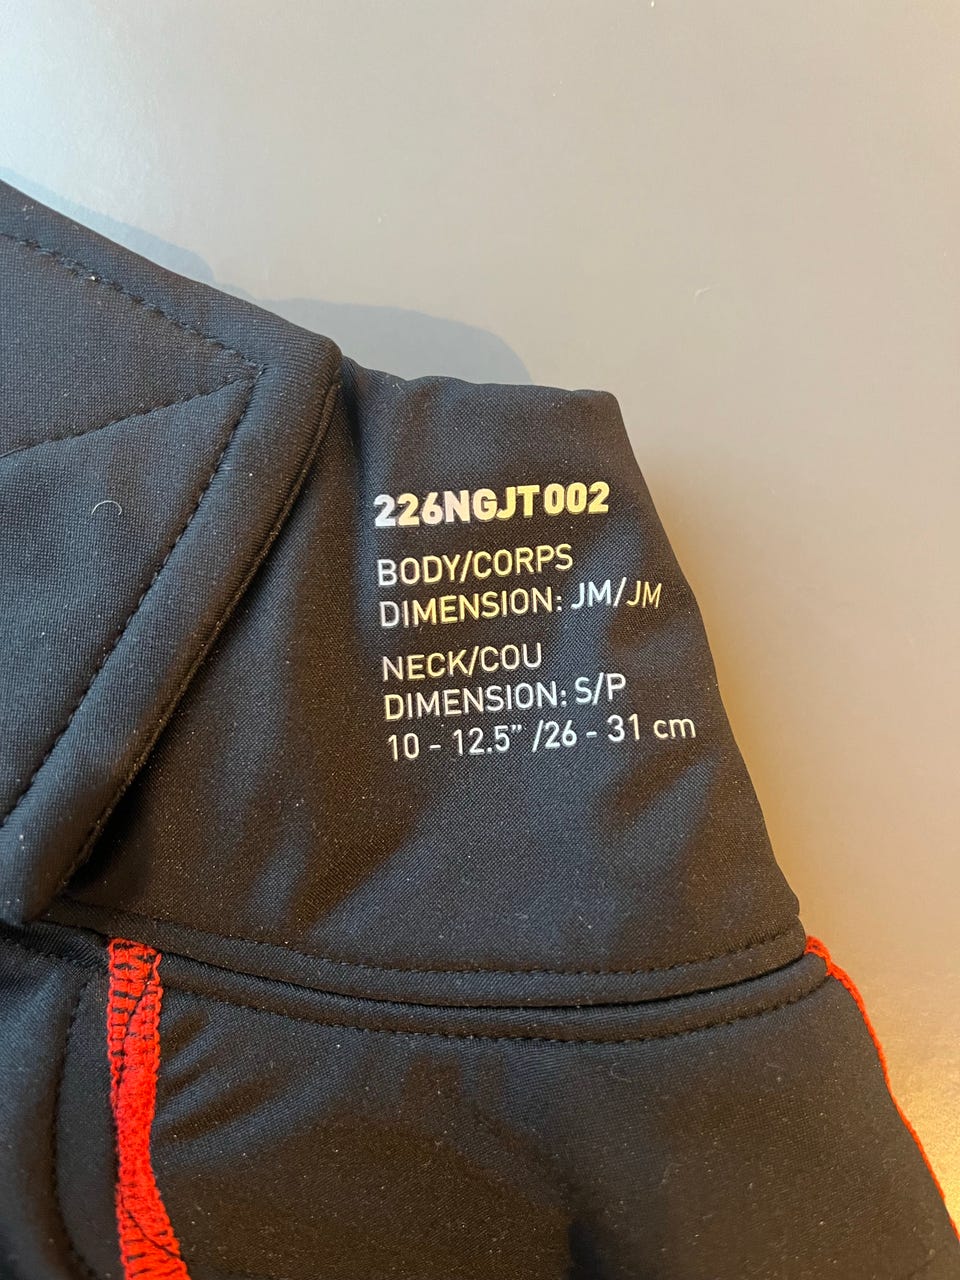 226NGJT002
BODY/CORPS
DIMENSION: JM/JM
NECK/COU
DIMENSION: S/P
10 - 12.5” /26 - 31 cm